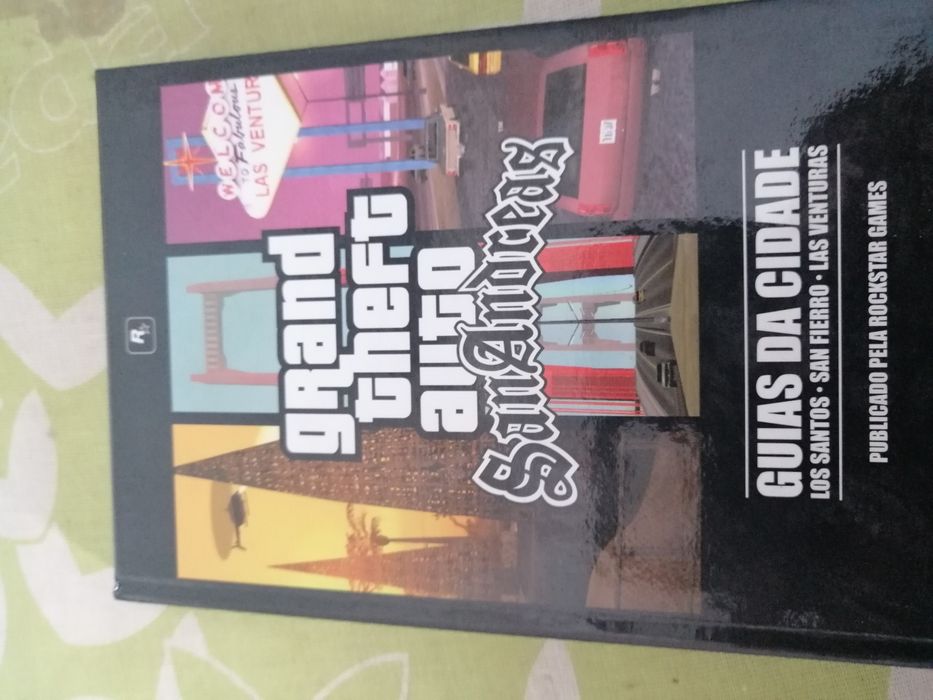 R★
WELCOME
TO Fabulous
LAS VENTUR
grand
theft
auto
San Andreas
GUIAS DA CIDADE
LOS SANTOS • SAN FIERRO • LAS VENTURAS
PUBLICADO PELA ROCKSTAR GAMES